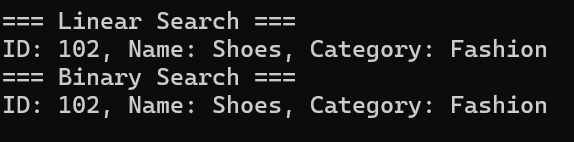 === Linear Search ===
ID: 102, Name: Shoes, Category: Fashion
=== Binary Search ===
ID: 102, Name: Shoes, Category: Fashion